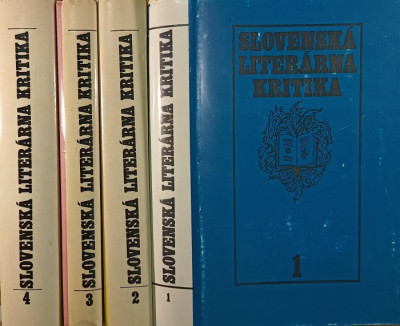 SLOVENSKÁ LITERÁRNA KRITIKA
4
SLOVENSKÁ LITERÁRNA KRITIKA
3
SLOVENSKÁ LITERÁRNA KRITIKA
2
SLOVENSKÁ LITERÁRNA KRITIKA
1
SLOVENSKÁ
LITERÁRNA
KRITIKA
1